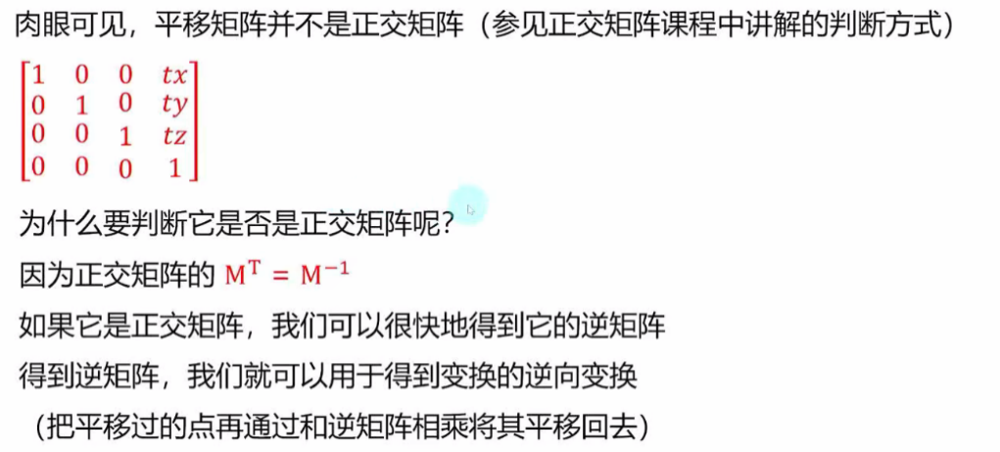 肉眼可见，平移矩阵并不是正交矩阵（参见正交矩阵课程中讲解的判断方式）
1 0 0 tx
0 1 0 ty
0 0 1 tz
0 0 0 1
为什么要判断它是否是正交矩阵呢？
因为正交矩阵的 Mᵀ = M⁻¹
如果它是正交矩阵，我们可以很快地得到它的逆矩阵
得到逆矩阵，我们就可以用于得到变换的逆向变换
（把平移过的点再通过和逆矩阵相乘将其平移回去）